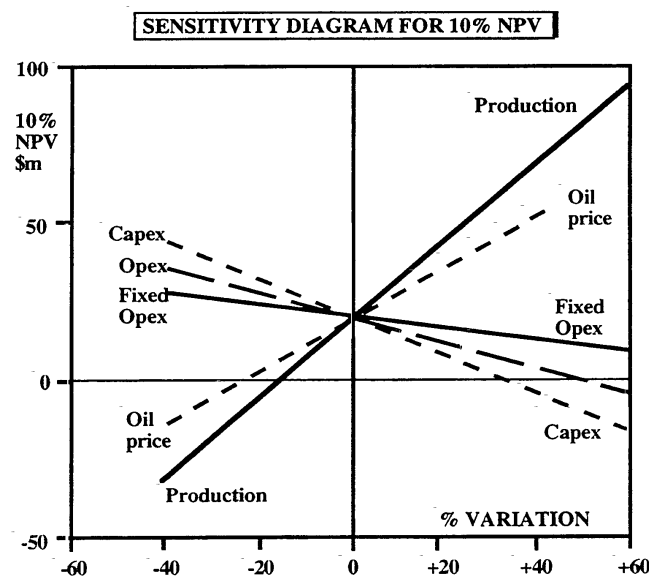 SENSITIVITY DIAGRAM FOR 10% NPV
100
10%
NPV
$m
Production
Oil
price
50
Capex
Opex
Fixed
Opex
Fixed
Opex
0
Oil
price
Capex
Production
% VARIATION
-50
-60 -40 -20 0 +20 +40 +60